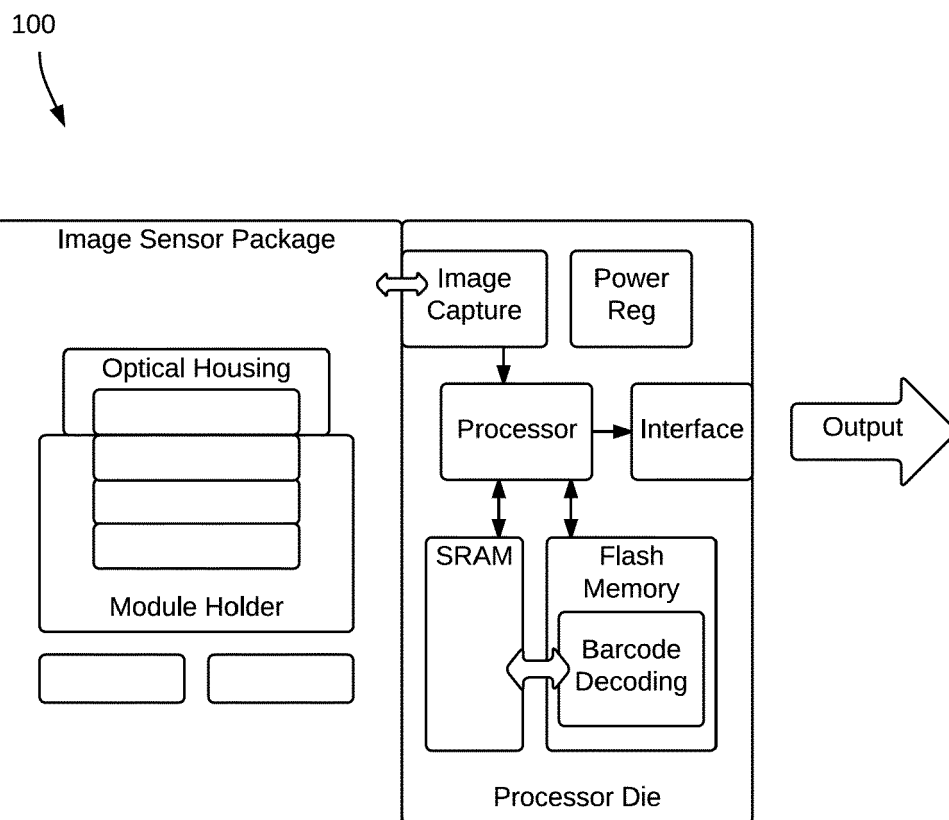 100
Image Sensor Package
Image
Capture
Power
Reg
Optical Housing
Processor
Interface
Output
SRAM
Flash
Memory
Module Holder
Barcode
Decoding
Processor Die